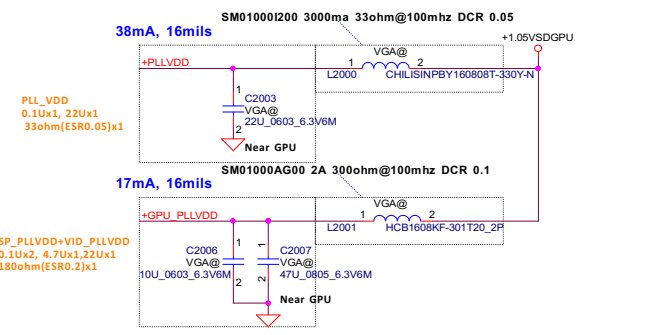 SM01000I200 3000ma 33ohm@100mhz DCR 0.05
38mA, 16mils
+1.05VSDGPU
+PLLVDD
VGA@
1
2
L2000
CHILISINPBY160808T-330Y-N
PLL_VDD
0.1Ux1, 22Ux1
33ohm(ESR0.05)x1
1
C2003
VGA@
22U_0603_6.3V6M
2
Near GPU
SM01000AG00 2A 300ohm@100mhz DCR 0.1
17mA, 16mils
+GPU_PLLVDD
VGA@
1
2
L2001
HCB1608KF-301T20_2P
SP_PLLVDD+VID_PLLVDD
0.1Ux2, 4.7Ux1,22Ux1
180ohm(ESR0.2)x1
1
C2006
VGA@
10U_0603_6.3V6M
2
1
C2007
VGA@
47U_0805_6.3V6M
2
Near GPU